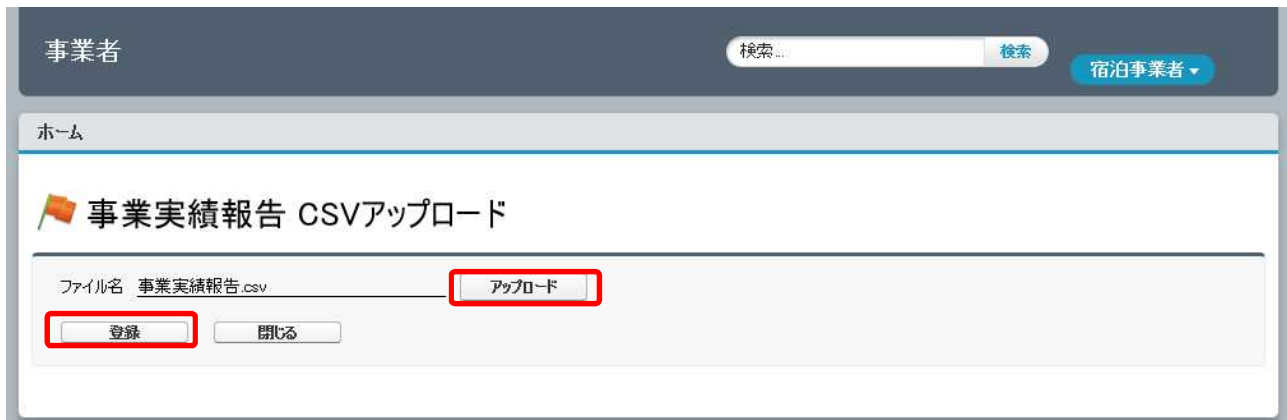 事業者 検索... 検索 宿泊事業者▼
ホーム
事業実績報告 CSVアップロード
ファイル名 事業実績報告.csv アップロード
登録 閉じる